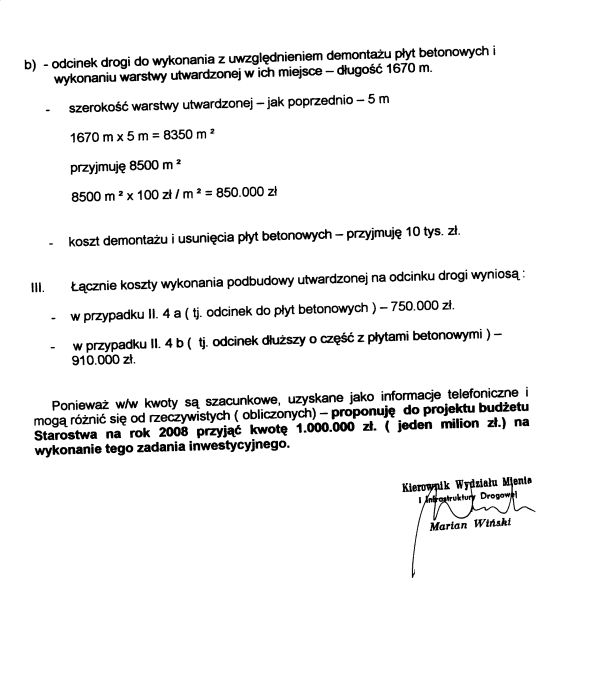 b) - odcinek drogi do wykonania z uwzględnieniem demontażu płyt betonowych i
wykonaniu warstwy utwardzonej w ich miejsce – długość 1670 m.
- szerokość warstwy utwardzonej – jak poprzednio – 5 m
1670 m x 5 m = 8350 m ²
przyjmuję 8500 m ²
8500 m ² x 100 zł / m ² = 850.000 zł
- koszt demontażu i usunięcia płyt betonowych – przyjmuję 10 tys. zł.
III. Łącznie koszty wykonania podbudowy utwardzonej na odcinku drogi wyniosą :
- w przypadku II. 4 a ( tj. odcinek do płyt betonowych ) – 750.000 zł.
- w przypadku II. 4 b ( tj. odcinek dłuższy o część z płytami betonowymi ) –
910.000 zł.
Ponieważ w/w kwoty są szacunkowe, uzyskane jako informacje telefoniczne i
mogą różnić się od rzeczywistych ( obliczonych) – proponuję do projektu budżetu
Starostwa na rok 2008 przyjąć kwotę 1.000.000 zł. ( jeden milion zł.) na
wykonanie tego zadania inwestycyjnego.
Kierownik Wydziału Mienia
i Infrastruktury Drogowej
Marian Wiński